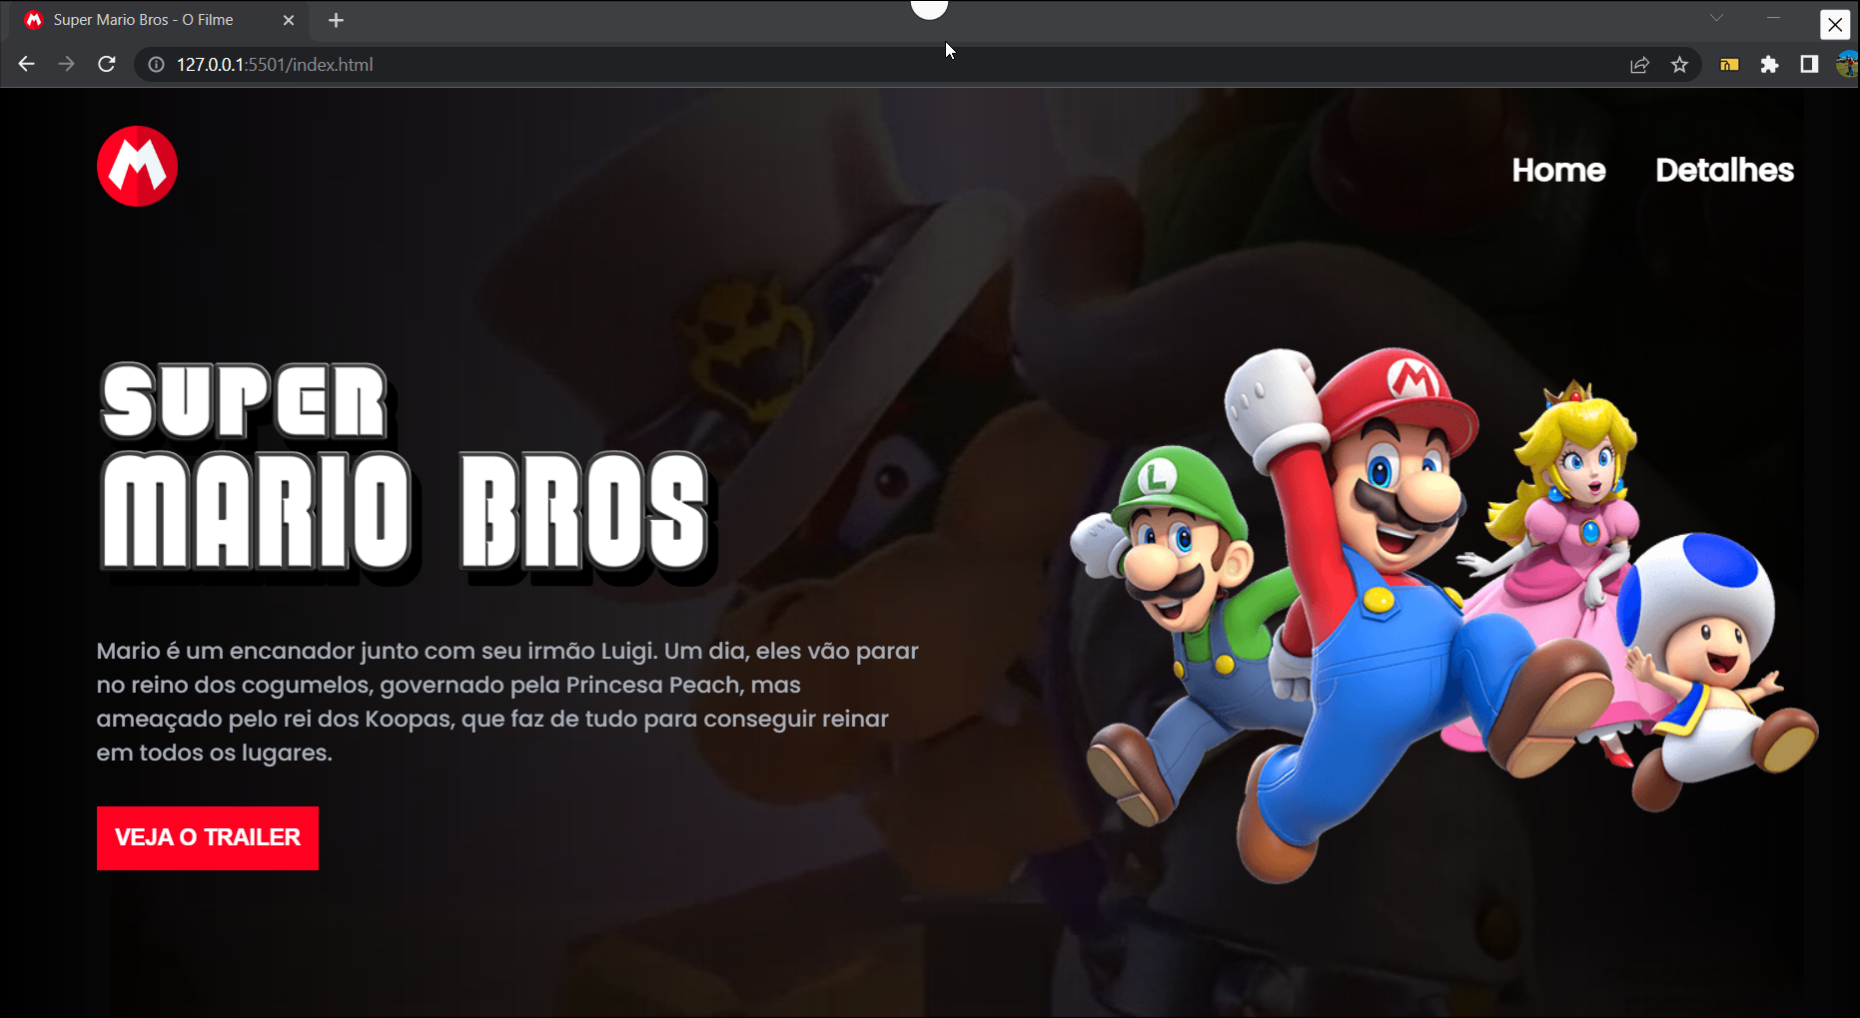 Super Mario Bros - O Filme
127.0.0.1:5501/index.html
M
Home
Detalhes
SUPER
MARIO BROS
M
L
Mario é um encanador junto com seu irmão Luigi. Um dia, eles vão parar
no reino dos cogumelos, governado pela Princesa Peach, mas
ameaçado pelo rei dos Koopas, que faz de tudo para conseguir reinar
em todos os lugares.
VEJA O TRAILER